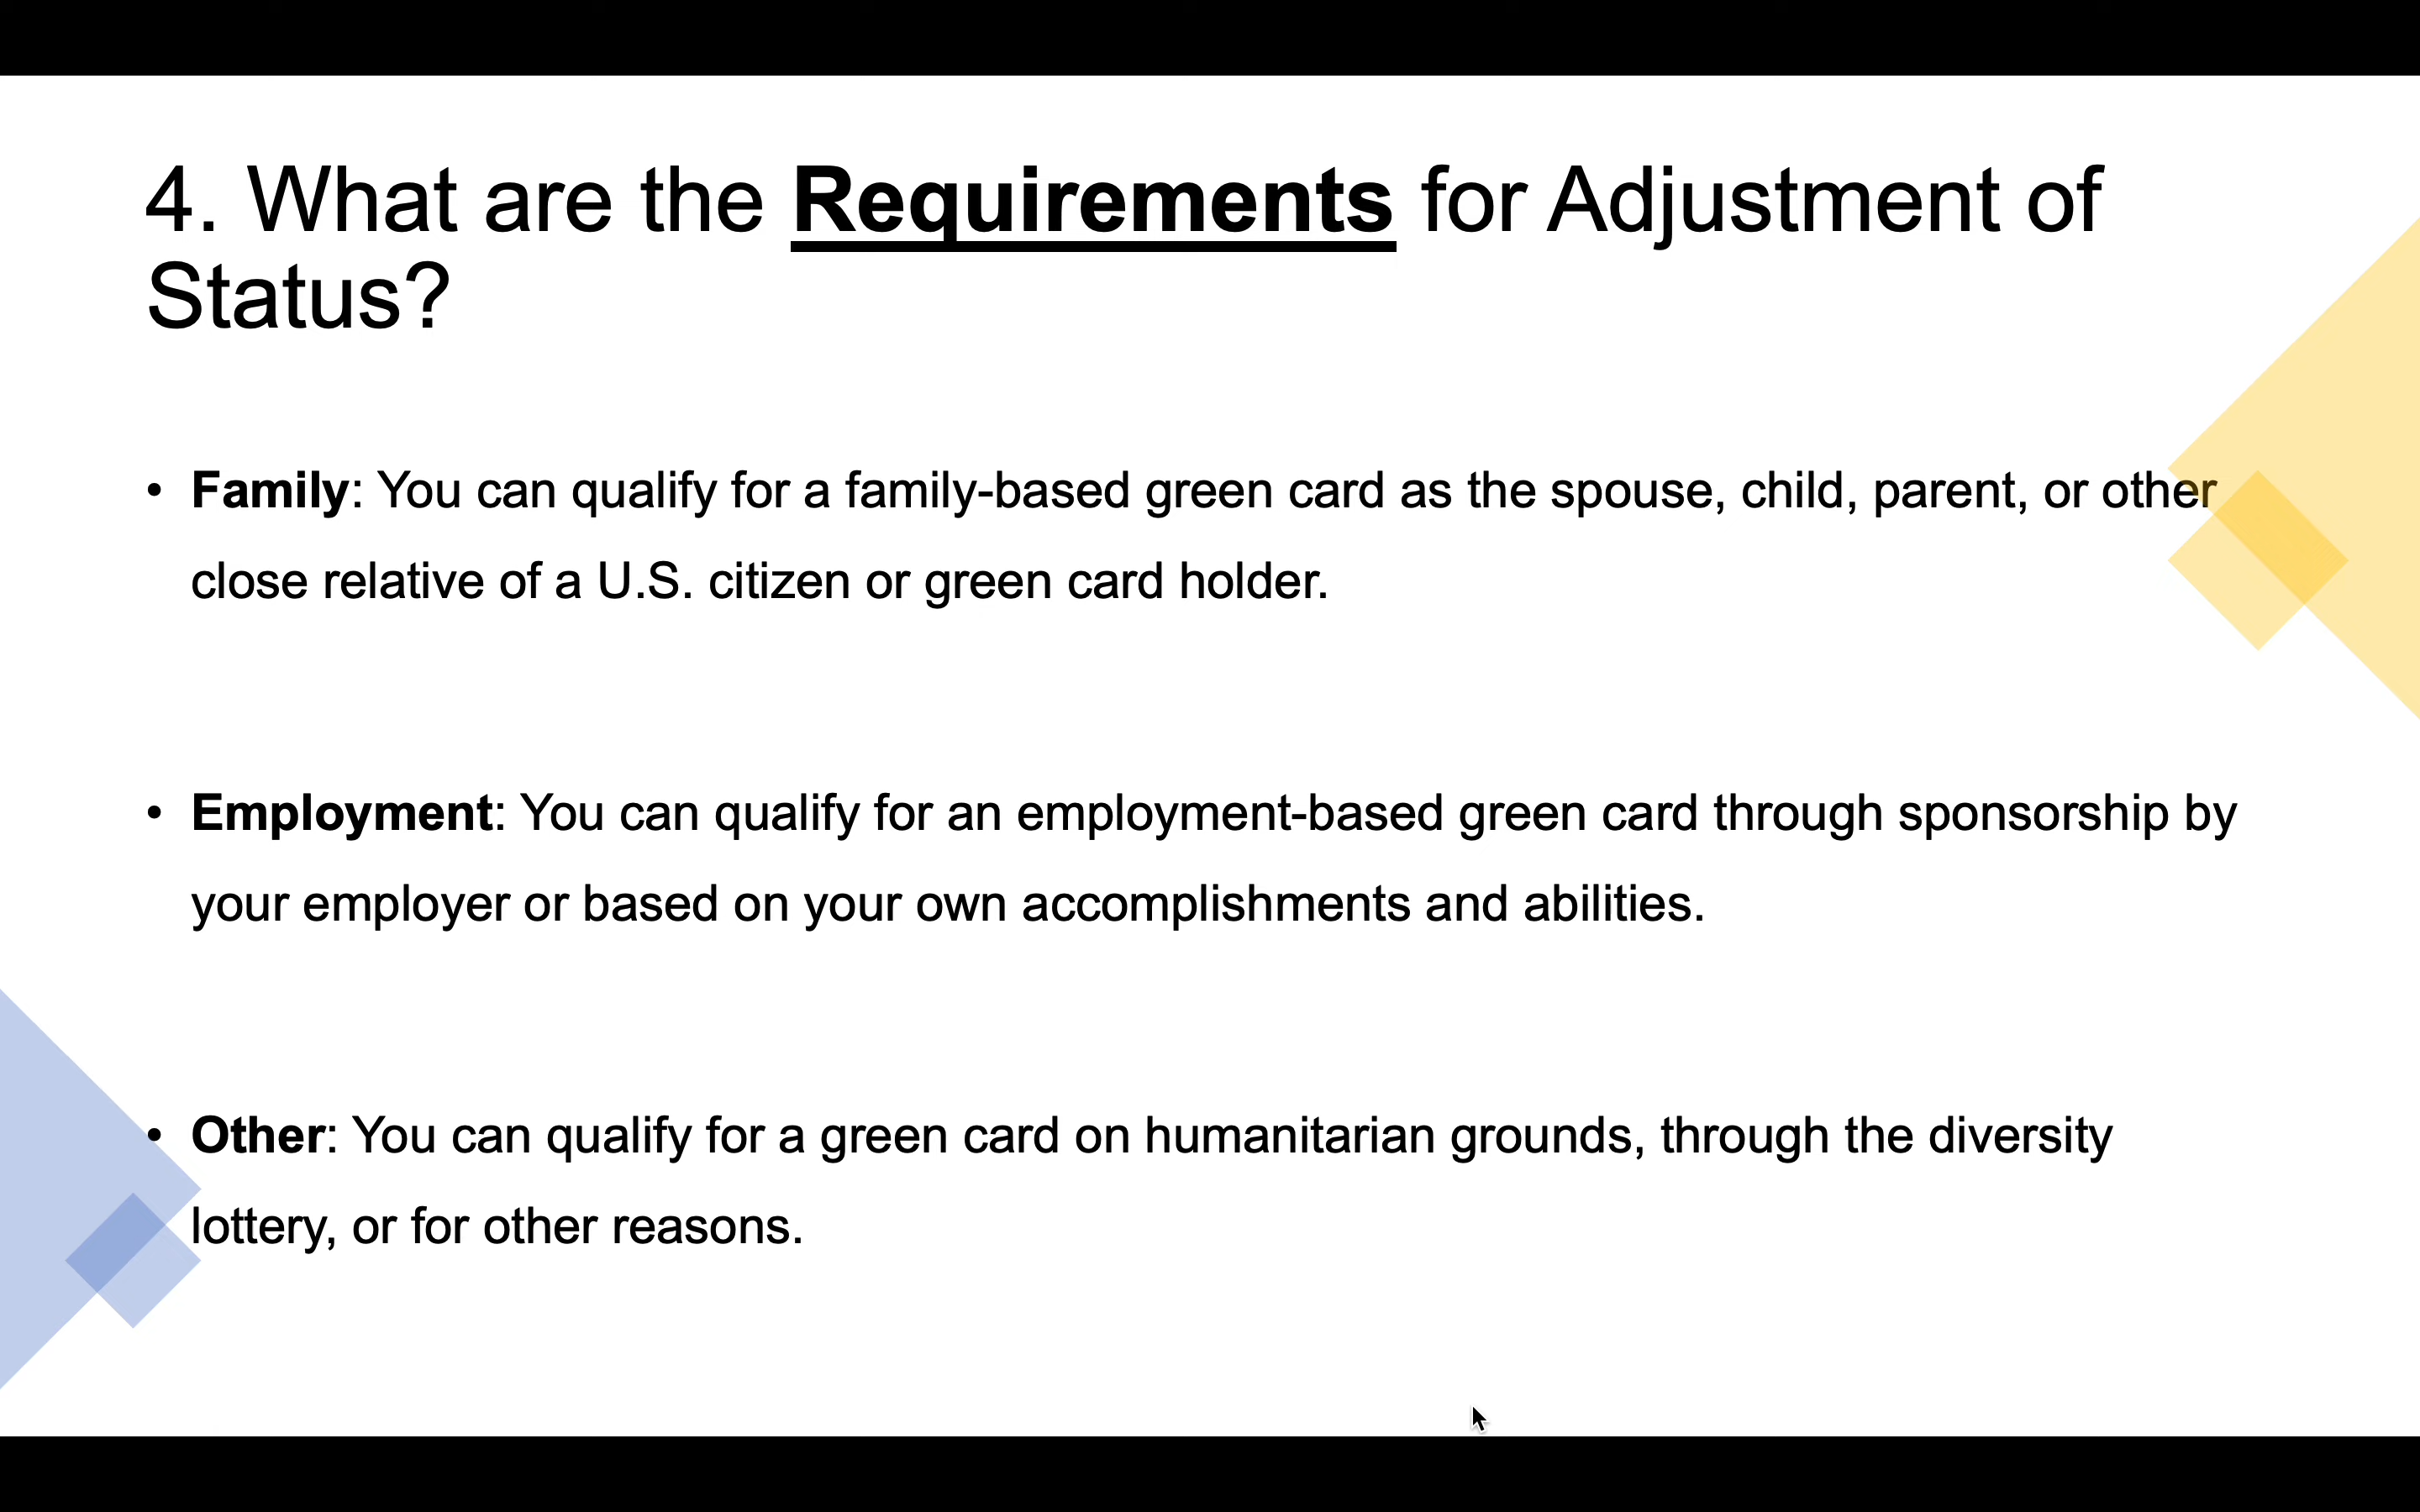 4. What are the Requirements for Adjustment of
Status?
• Family: You can qualify for a family-based green card as the spouse, child, parent, or other
close relative of a U.S. citizen or green card holder.
• Employment: You can qualify for an employment-based green card through sponsorship by
your employer or based on your own accomplishments and abilities.
• Other: You can qualify for a green card on humanitarian grounds, through the diversity
lottery, or for other reasons.